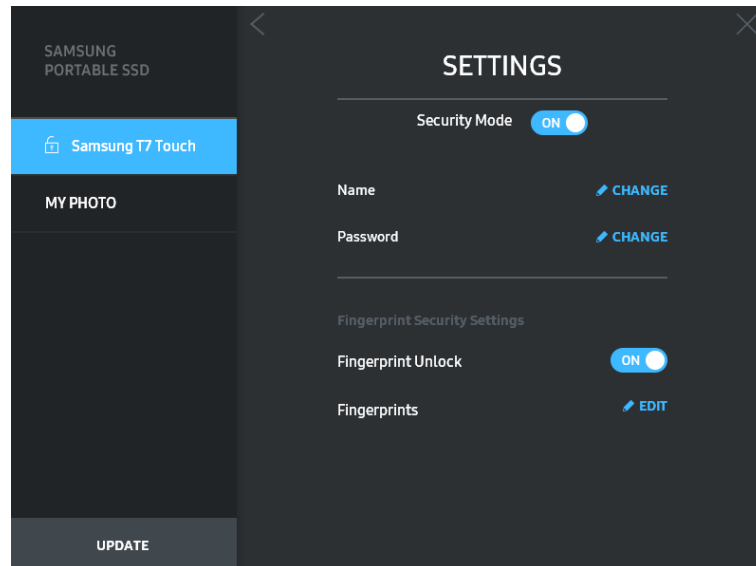 SAMSUNG
PORTABLE SSD
Samsung T7 Touch
MY PHOTO
UPDATE
SETTINGS
Security Mode ON
Name CHANGE
Password CHANGE
Fingerprint Security Settings
Fingerprint Unlock ON
Fingerprints EDIT